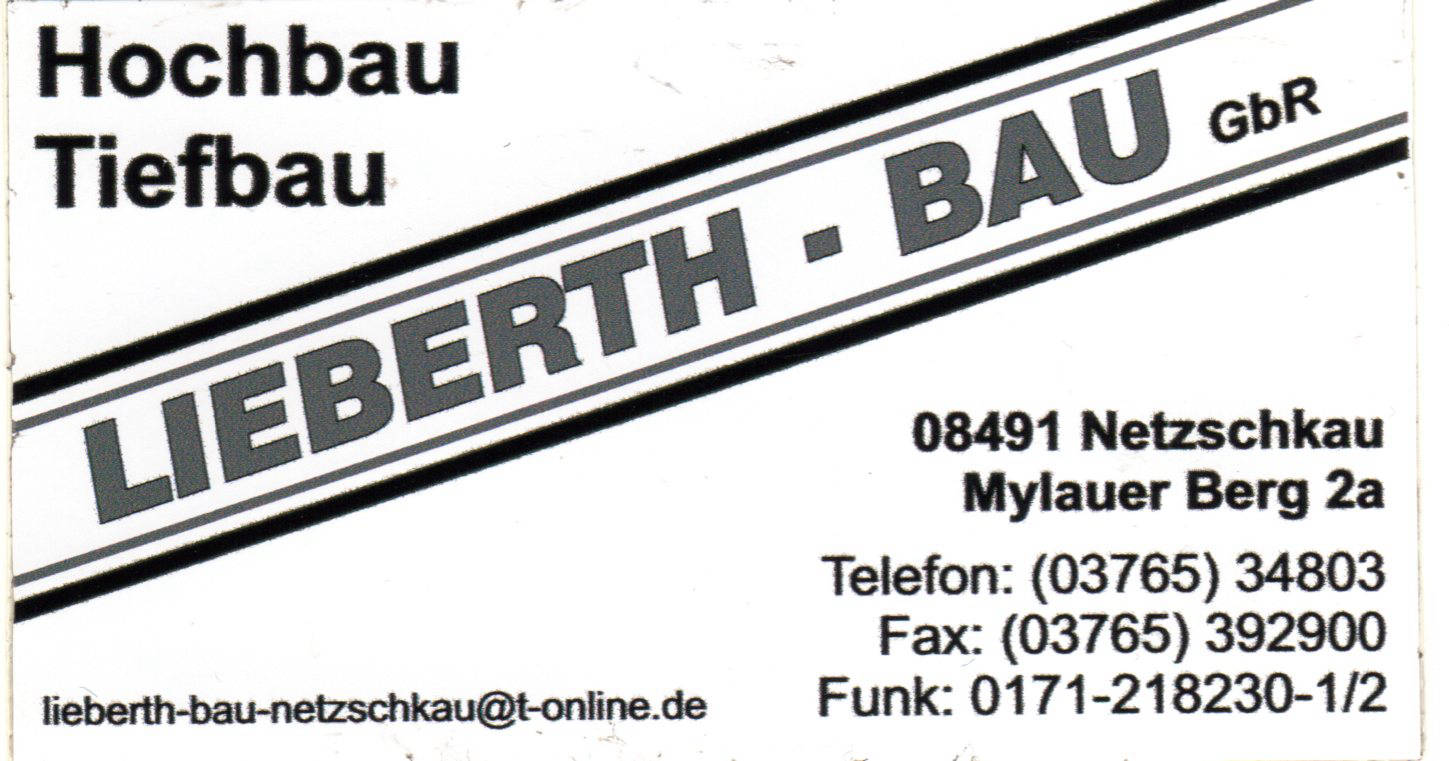 Hochbau
Tiefbau
LIEBERTH - BAU GbR
08491 Netzschkau
Mylauer Berg 2a
Telefon: (03765) 34803
Fax: (03765) 392900
Funk: 0171-218230-1/2
lieberth-bau-netzschkau@t-online.de